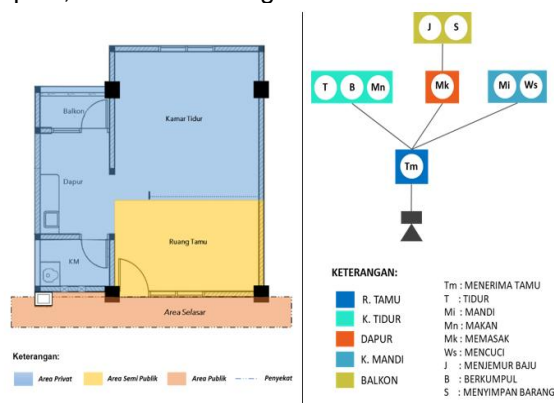 Balkon
Kamar Tidur
Dapur
Ruang Tamu
KM
Area Selasar
Keterangan:
Area Privat
Area Semi Publik
Area Publik
Penyekat
J S
T B Mn
Mk
Mi Ws
Tm
KETERANGAN:
R. TAMU
K. TIDUR
DAPUR
K. MANDI
BALKON
Tm : MENERIMA TAMU
T : TIDUR
Mi : MANDI
Mn : MAKAN
Mk : MEMASAK
Ws : MENCUCI
J : MENJEMUR BAJU
B : BERKUMPUL
S : MENYIMPAN BARANG